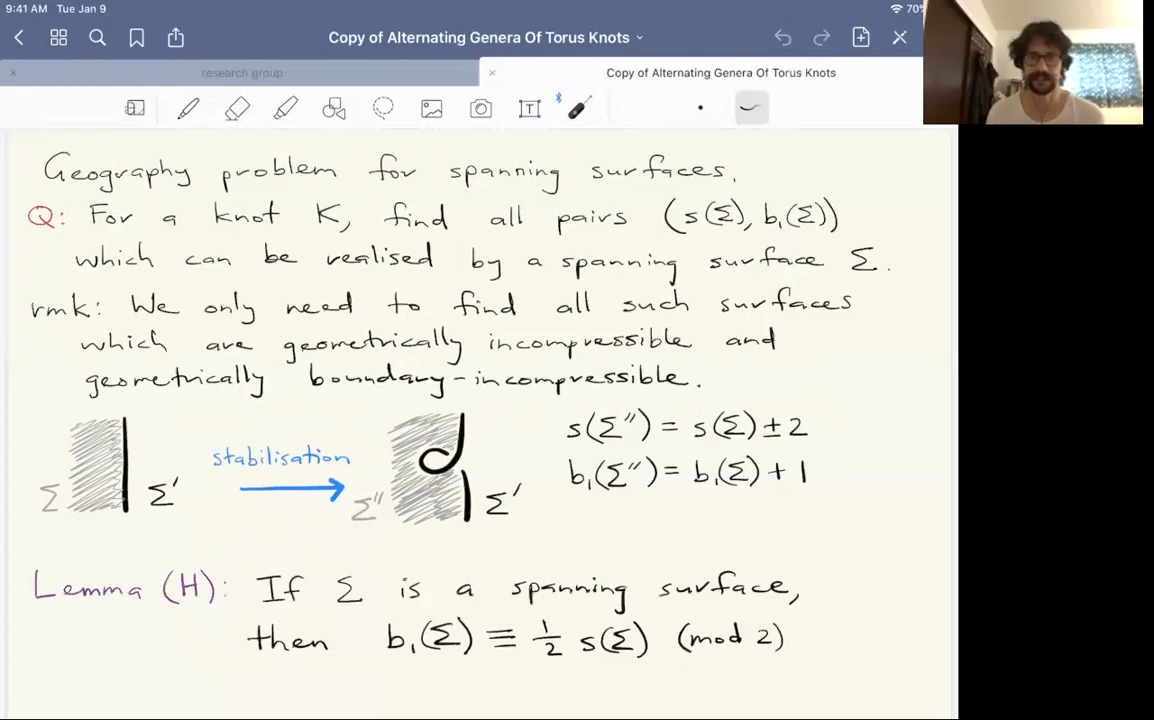 9:41 AM Tue Jan 9
70%
Copy of Alternating Genera Of Torus Knots
research group
Copy of Alternating Genera Of Torus Knots
Geography problem for spanning surfaces.
Q: For a knot K, find all pairs (s(Σ), b₁(Σ))
which can be realised by a spanning surface Σ.
rmk: We only need to find all such surfaces
which are geometrically incompressible and
geometrically boundary-incompressible.
Σ Σ' stabilisation Σ'' Σ'
s(Σ'') = s(Σ) ± 2
b₁(Σ'') = b₁(Σ) + 1
Lemma (H): If Σ is a spanning surface,
then b₁(Σ) ≡ ½ s(Σ) (mod 2)